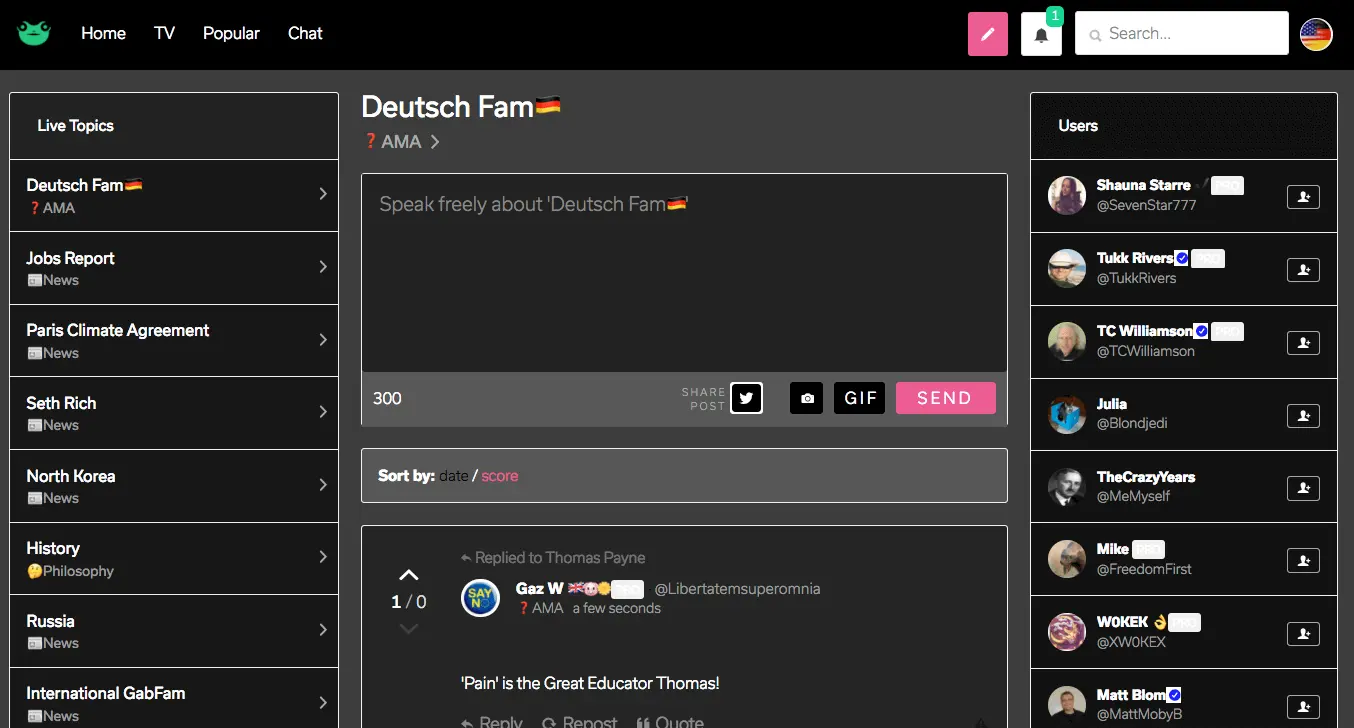 Home TV Popular Chat
1
Search...
Live Topics
Deutsch Fam🇩🇪
❓AMA
Jobs Report
📰News
Paris Climate Agreement
📰News
Seth Rich
📰News
North Korea
📰News
History
🤔Philosophy
Russia
📰News
International GabFam
📰News
Deutsch Fam🇩🇪
❓AMA
Speak freely about 'Deutsch Fam🇩🇪'
300
SHARE
POST
GIF
SEND
Sort by: date / score
Replied to Thomas Payne
1 / 0
SAY
NO
Gaz W 🇬🇧🐷🌞 PRO @Libertatemsuperomnia
❓AMA a few seconds
'Pain' is the Great Educator Thomas!
Reply Repost Quote
Users
Shauna Starre PRO
@SevenStar777
Tukk Rivers PRO
@TukkRivers
TC Williamson PRO
@TCWilliamson
Julia
@Blondjedi
TheCrazyYears
@MeMyself
Mike PRO
@FreedomFirst
W0KEK 👌 PRO
@XW0KEX
Matt Blom
@MattMobyB